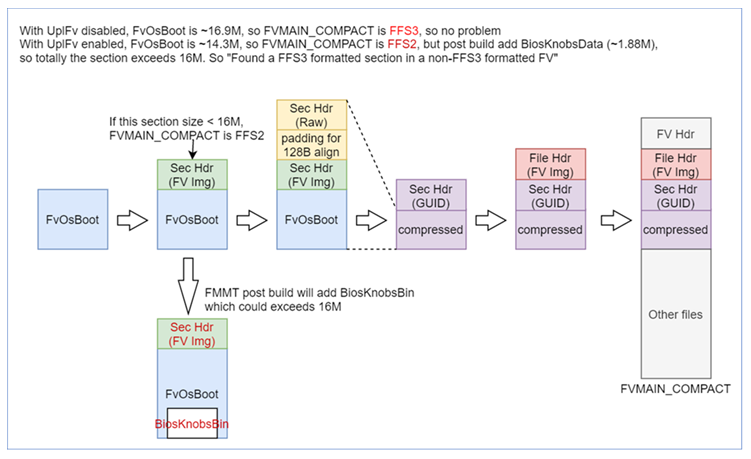 With UplFv disabled, FvOsBoot is ~16.9M, so FVMAIN_COMPACT is FFS3, so no problem
With UplFv enabled, FvOsBoot is ~14.3M, so FVMAIN_COMPACT is FFS2, but post build add BiosKnobsData (~1.88M),
so totally the section exceeds 16M. So "Found a FFS3 formatted section in a non-FFS3 formatted FV"
If this section size < 16M,
FVMAIN_COMPACT is FFS2
Sec Hdr
(Raw)
padding for
128B align
Sec Hdr
(FV Img)
FvOsBoot
FvOsBoot
Sec Hdr
(FV Img)
FvOsBoot
Sec Hdr
(GUID)
compressed
File Hdr
(FV Img)
Sec Hdr
(GUID)
compressed
FV Hdr
File Hdr
(FV Img)
Sec Hdr
(GUID)
compressed
Other files
FVMAIN_COMPACT
FMMT post build will add BiosKnobsBin
which could exceeds 16M
Sec Hdr
(FV Img)
FvOsBoot
BiosKnobsBin